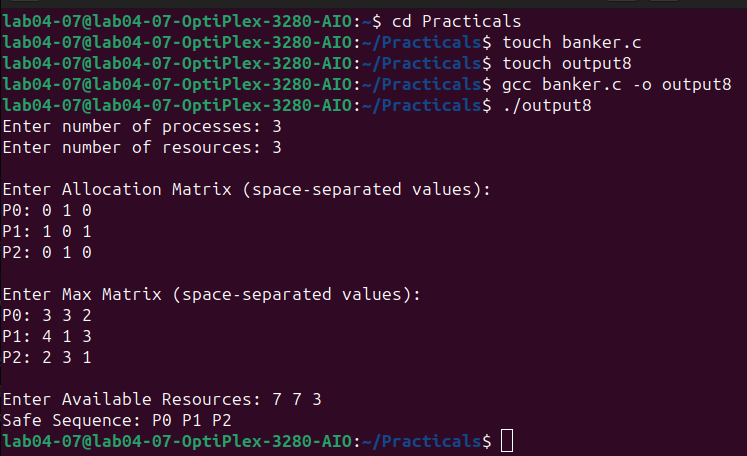 lab04-07@lab04-07-OptiPlex-3280-AIO:~$ cd Practicals
lab04-07@lab04-07-OptiPlex-3280-AIO:~/Practicals$ touch banker.c
lab04-07@lab04-07-OptiPlex-3280-AIO:~/Practicals$ touch output8
lab04-07@lab04-07-OptiPlex-3280-AIO:~/Practicals$ gcc banker.c -o output8
lab04-07@lab04-07-OptiPlex-3280-AIO:~/Practicals$ ./output8
Enter number of processes: 3
Enter number of resources: 3

Enter Allocation Matrix (space-separated values):
P0: 0 1 0
P1: 1 0 1
P2: 0 1 0

Enter Max Matrix (space-separated values):
P0: 3 3 2
P1: 4 1 3
P2: 2 3 1

Enter Available Resources: 7 7 3
Safe Sequence: P0 P1 P2
lab04-07@lab04-07-OptiPlex-3280-AIO:~/Practicals$